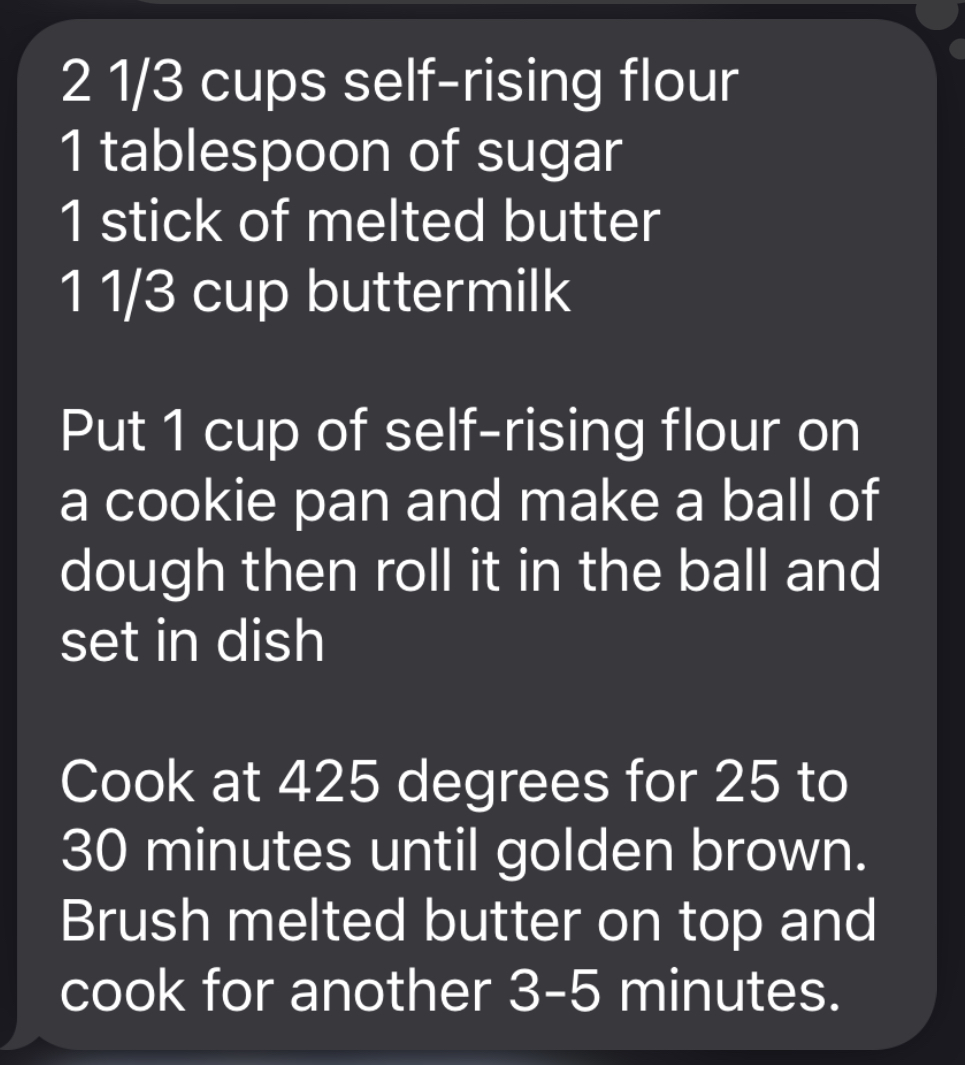 2 1/3 cups self-rising flour
1 tablespoon of sugar
1 stick of melted butter
1 1/3 cup buttermilk
Put 1 cup of self-rising flour on
a cookie pan and make a ball of
dough then roll it in the ball and
set in dish
Cook at 425 degrees for 25 to
30 minutes until golden brown.
Brush melted butter on top and
cook for another 3-5 minutes.